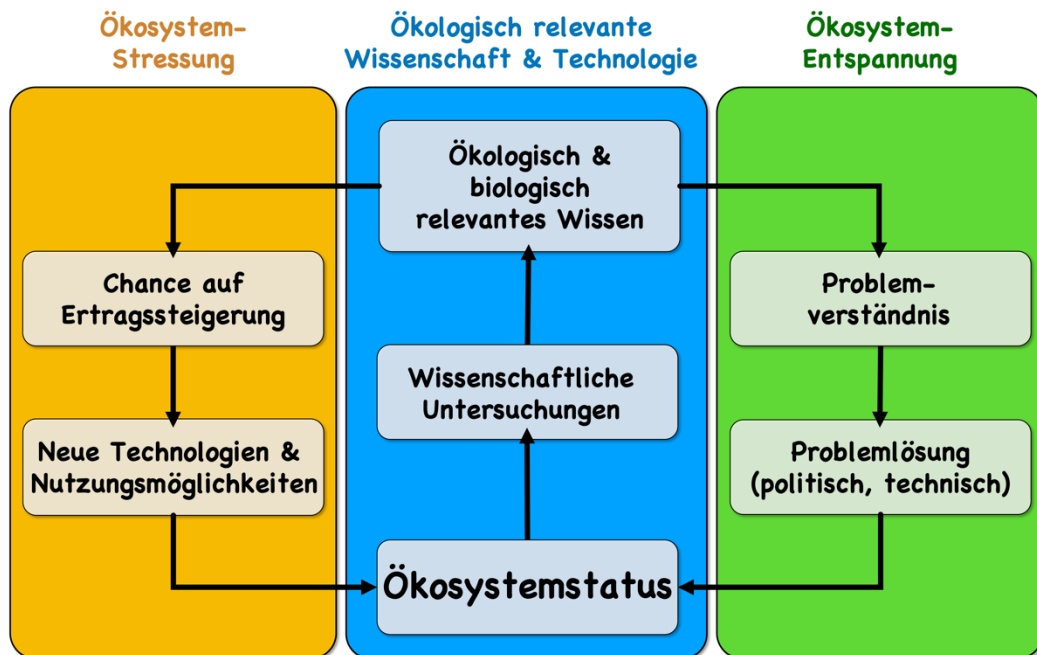 Ökosystem-
Stressung
Ökologisch relevante
Wissenschaft & Technologie
Ökosystem-
Entspannung
Ökologisch &
biologisch
relevantes Wissen
Chance auf
Ertragssteigerung
Problem-
verständnis
Wissenschaftliche
Untersuchungen
Neue Technologien &
Nutzungsmöglichkeiten
Problemlösung
(politisch, technisch)
Ökosystemstatus